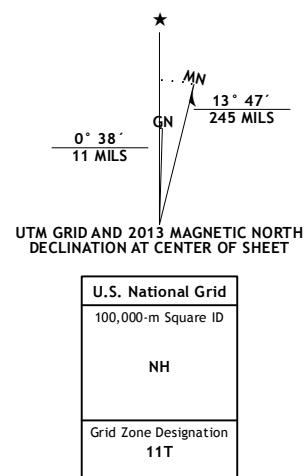 ★
MN
GN
13° 47´
245 MILS
0° 38´
11 MILS
UTM GRID AND 2013 MAGNETIC NORTH
DECLINATION AT CENTER OF SHEET
U.S. National Grid
100,000-m Square ID
NH
Grid Zone Designation
11T